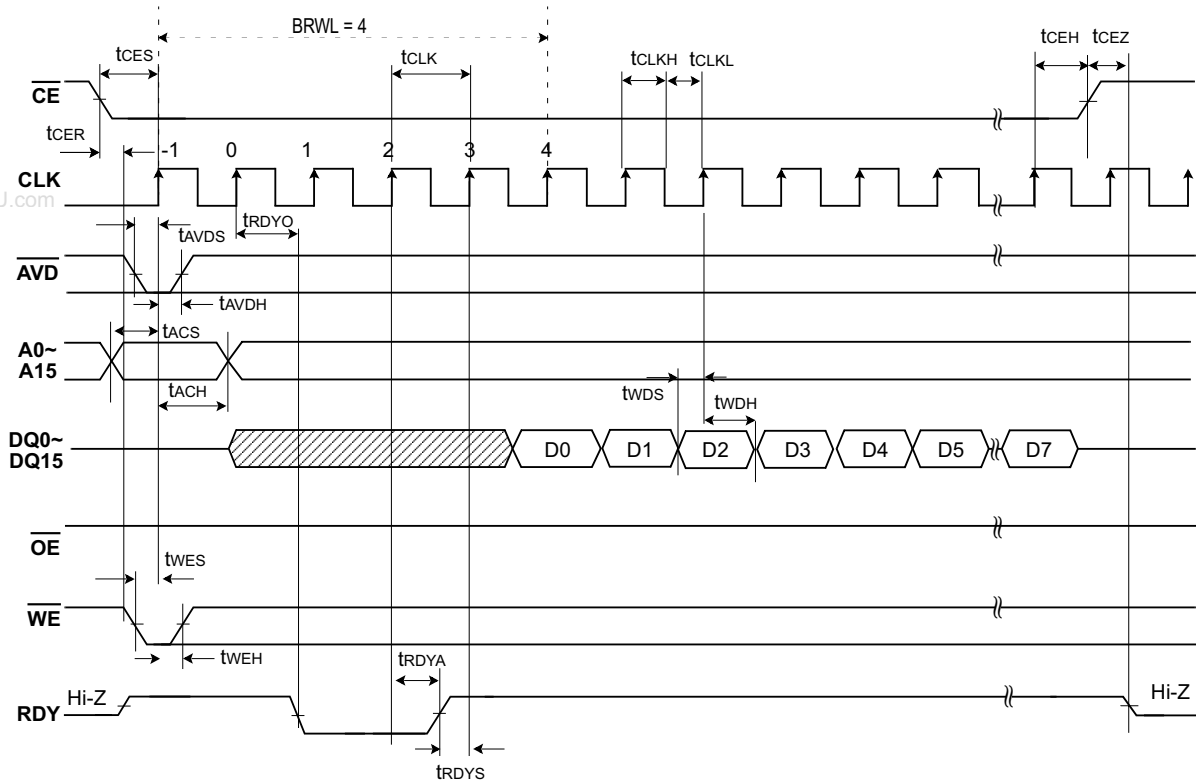 BRWL = 4
tCES
tCLK
tCLKH
tCLKL
tCEH
tCEZ
CE
tCER
-1
0
1
2
3
4
CLK
J.com
tRDYO
tAVDS
AVD
tAVDH
tACS
A0~
A15
tACH
tWDS
tWDH
DQ0~
DQ15
D0
D1
D2
D3
D4
D5
D7
OE
tWES
WE
tWEH
tRDYA
Hi-Z
Hi-Z
RDY
tRDYS